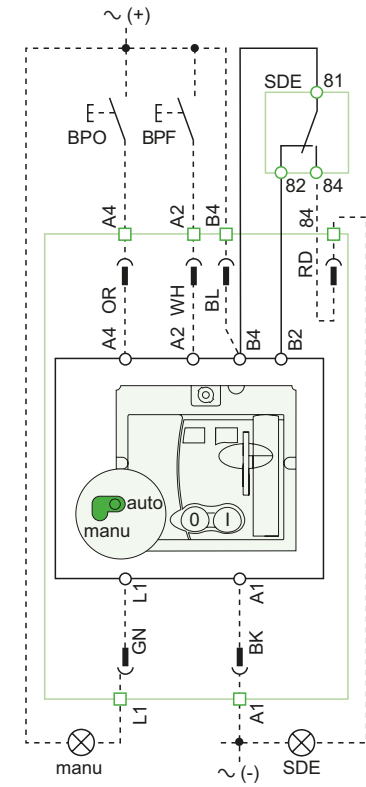 ∼ (+)
SDE 81
BPO BPF
82 84
A4 A2 B4 84
OR WH BL RD
A4 A2 B4 B2
auto
manu
0 I
L1 A1
GN BK
L1 A1
manu SDE
∼ (-)